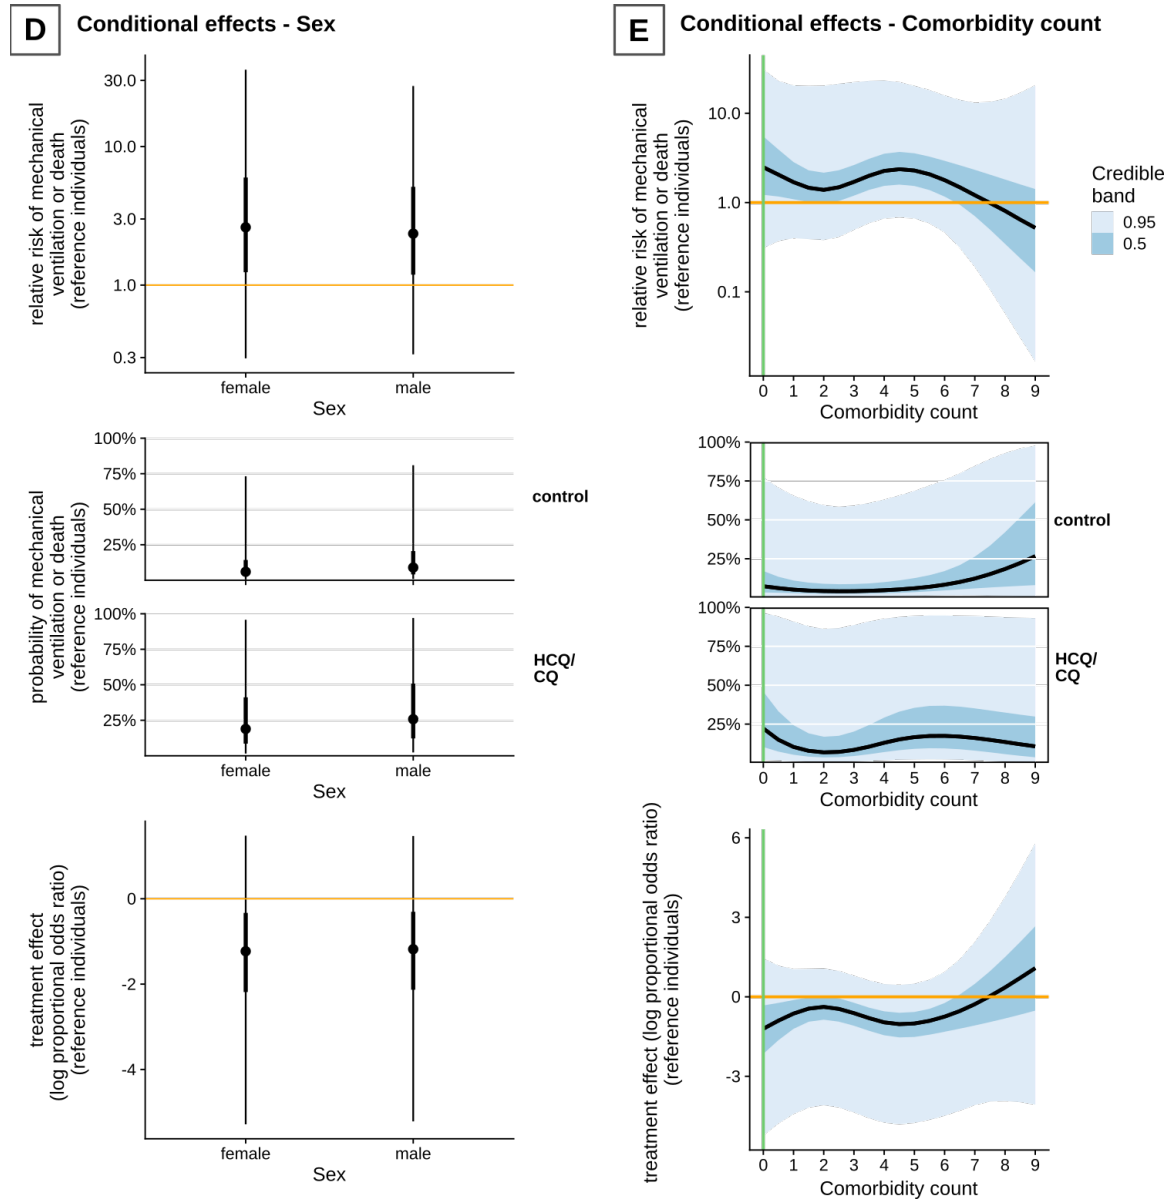 D Conditional effects - Sex
relative risk of mechanical
ventilation or death
(reference individuals)
30.0
10.0
3.0
1.0
0.3
female male
Sex
probability of mechanical
ventilation or death
(reference individuals)
100%
75%
50%
25%
control
100%
75%
50%
25%
HCQ/
CQ
female male
Sex
treatment effect
(log proportional odds ratio)
(reference individuals)
0
-2
-4
female male
Sex
E Conditional effects - Comorbidity count
relative risk of mechanical
ventilation or death
(reference individuals)
10.0
1.0
0.1
0 1 2 3 4 5 6 7 8 9
Comorbidity count
Credible
band
0.95
0.5
100%
75%
50%
25%
control
100%
75%
50%
25%
HCQ/
CQ
0 1 2 3 4 5 6 7 8 9
Comorbidity count
treatment effect (log proportional odds ratio)
(reference individuals)
6
3
0
-3
0 1 2 3 4 5 6 7 8 9
Comorbidity count